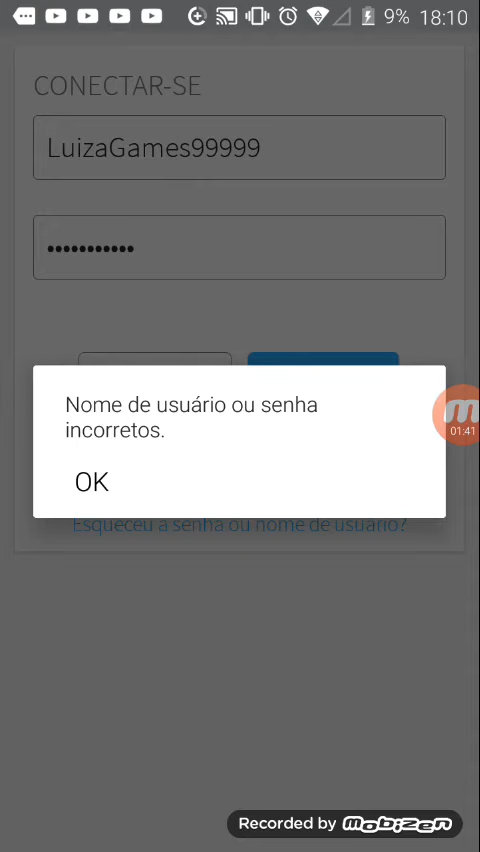 9% 18:10
CONECTAR-SE
LuizaGames99999
•••••••••••
Nome de usuário ou senha
incorretos.
01:41
OK
Esqueceu a senha ou nome de usuário?
Recorded by Mobizen